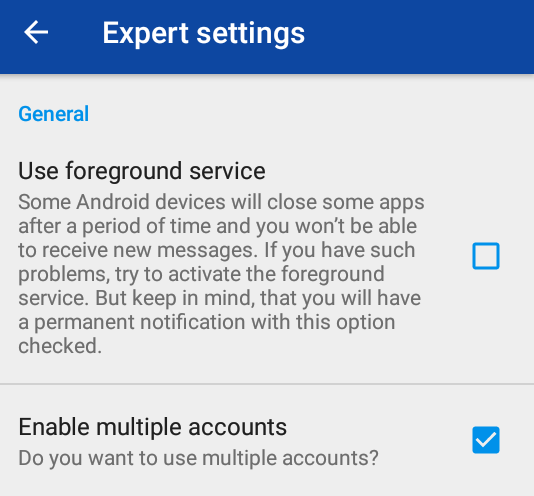 Expert settings
General
Use foreground service
Some Android devices will close some apps
after a period of time and you won't be able
to receive new messages. If you have such
problems, try to activate the foreground
service. But keep in mind, that you will have
a permanent notification with this option
checked.
Enable multiple accounts
Do you want to use multiple accounts?